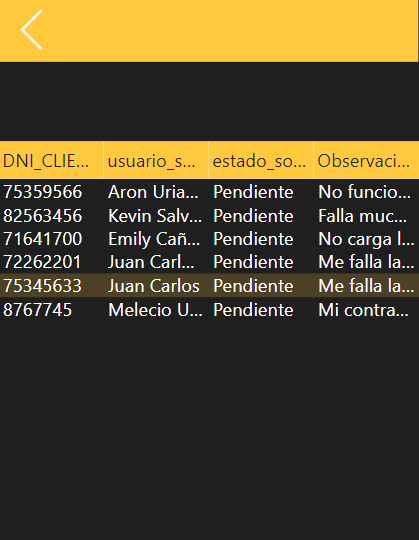 DNI_CLIE... usuario_s... estado_so... Observaci...
75359566 Aron Uria... Pendiente No funcio...
82563456 Kevin Salv... Pendiente Falla muc...
71641700 Emily Cañ... Pendiente No carga l...
72262201 Juan Carl... Pendiente Me falla la...
75345633 Juan Carlos Pendiente Me falla la...
8767745 Melecio U... Pendiente Mi contra...